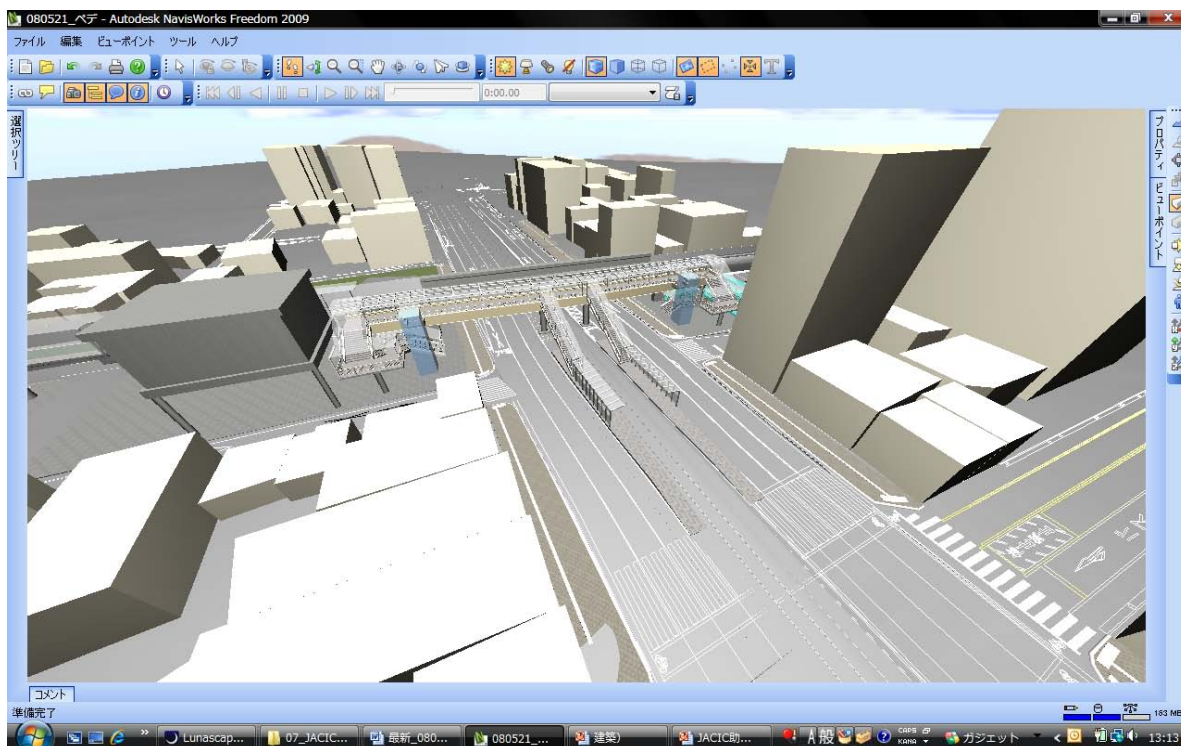 080521_ペデ - Autodesk NavisWorks Freedom 2009
ファイル 編集 ビューポイント ツール ヘルプ
0:00.00
選択ツリー
プロパティ
ビューポイント
コメント
準備完了
163 MB
Lunascap...
07_JACIC...
最新_080...
080521_...
建築）
JACIC助...
A 般
CAPS
KANA
ガジェット
13:13